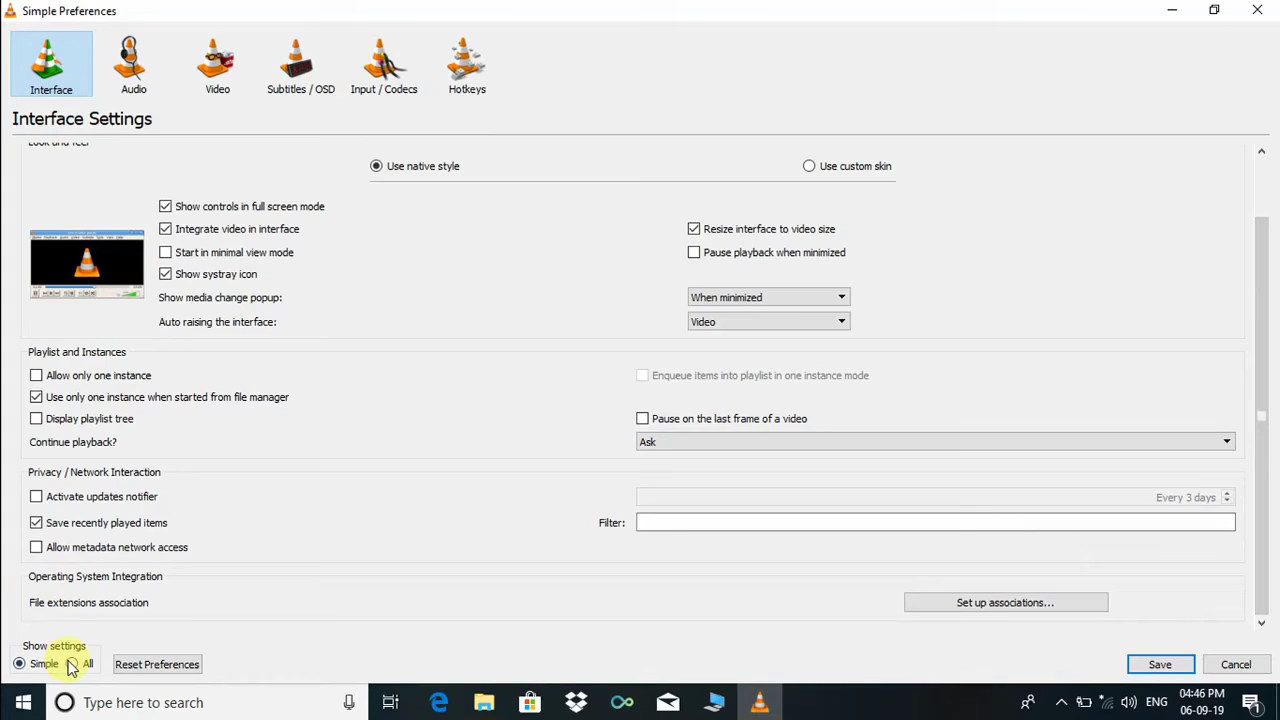 Simple Preferences
Interface
Audio
Video
Subtitles / OSD
Input / Codecs
Hotkeys
Interface Settings
Look and feel
Use native style
Use custom skin
Show controls in full screen mode
Integrate video in interface
Resize interface to video size
Start in minimal view mode
Pause playback when minimized
Show systray icon
Show media change popup:
When minimized
Auto raising the interface:
Video
Playlist and Instances
Allow only one instance
Enqueue items into playlist in one instance mode
Use only one instance when started from file manager
Display playlist tree
Pause on the last frame of a video
Continue playback?
Ask
Privacy / Network Interaction
Activate updates notifier
Every 3 days
Save recently played items
Filter:
Allow metadata network access
Operating System Integration
File extensions association
Set up associations...
Show settings
Simple
All
Reset Preferences
Save
Cancel
Type here to search
04:46 PM
ENG
06-09-19
1